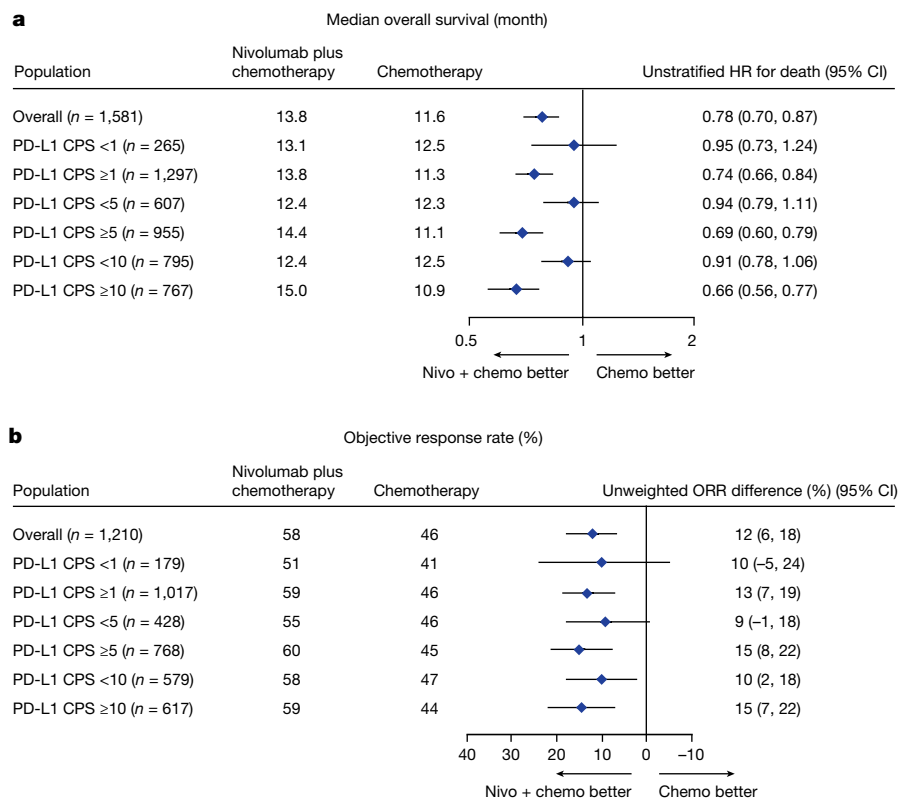 a
Median overall survival (month)
Population Nivolumab plus chemotherapy Chemotherapy Unstratified HR for death (95% CI)
Overall (n = 1,581) 13.8 11.6 0.78 (0.70, 0.87)
PD-L1 CPS <1 (n = 265) 13.1 12.5 0.95 (0.73, 1.24)
PD-L1 CPS ≥1 (n = 1,297) 13.8 11.3 0.74 (0.66, 0.84)
PD-L1 CPS <5 (n = 607) 12.4 12.3 0.94 (0.79, 1.11)
PD-L1 CPS ≥5 (n = 955) 14.4 11.1 0.69 (0.60, 0.79)
PD-L1 CPS <10 (n = 795) 12.4 12.5 0.91 (0.78, 1.06)
PD-L1 CPS ≥10 (n = 767) 15.0 10.9 0.66 (0.56, 0.77)
0.5 1 2
Nivo + chemo better Chemo better
b
Objective response rate (%)
Population Nivolumab plus chemotherapy Chemotherapy Unweighted ORR difference (%) (95% CI)
Overall (n = 1,210) 58 46 12 (6, 18)
PD-L1 CPS <1 (n = 179) 51 41 10 (–5, 24)
PD-L1 CPS ≥1 (n = 1,017) 59 46 13 (7, 19)
PD-L1 CPS <5 (n = 428) 55 46 9 (–1, 18)
PD-L1 CPS ≥5 (n = 768) 60 45 15 (8, 22)
PD-L1 CPS <10 (n = 579) 58 47 10 (2, 18)
PD-L1 CPS ≥10 (n = 617) 59 44 15 (7, 22)
40 30 20 10 0 –10
Nivo + chemo better Chemo better